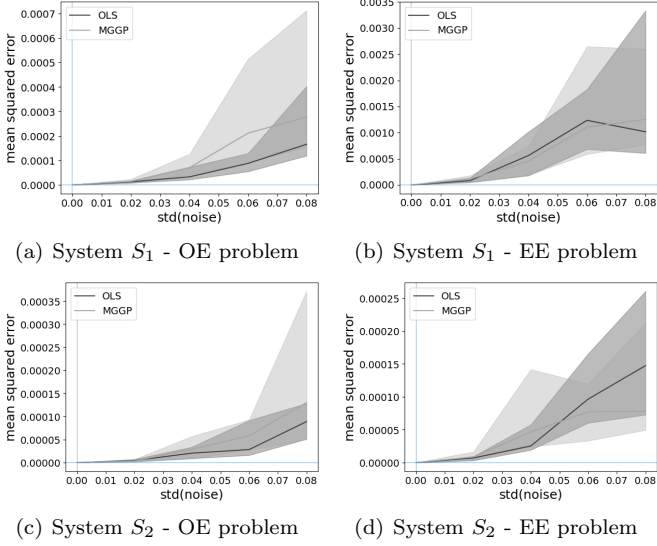 0.0007
0.0006
0.0005
0.0004
0.0003
0.0002
0.0001
0.0000
mean squared error
OLS
MGGP
0.00 0.01 0.02 0.03 0.04 0.05 0.06 0.07 0.08
std(noise)
(a) System S₁ - OE problem
0.0035
0.0030
0.0025
0.0020
0.0015
0.0010
0.0005
0.0000
mean squared error
OLS
MGGP
0.00 0.01 0.02 0.03 0.04 0.05 0.06 0.07 0.08
std(noise)
(b) System S₁ - EE problem
0.00035
0.00030
0.00025
0.00020
0.00015
0.00010
0.00005
0.00000
mean squared error
OLS
MGGP
0.00 0.01 0.02 0.03 0.04 0.05 0.06 0.07 0.08
std(noise)
(c) System S₂ - OE problem
0.00025
0.00020
0.00015
0.00010
0.00005
0.00000
mean squared error
OLS
MGGP
0.00 0.01 0.02 0.03 0.04 0.05 0.06 0.07 0.08
std(noise)
(d) System S₂ - EE problem